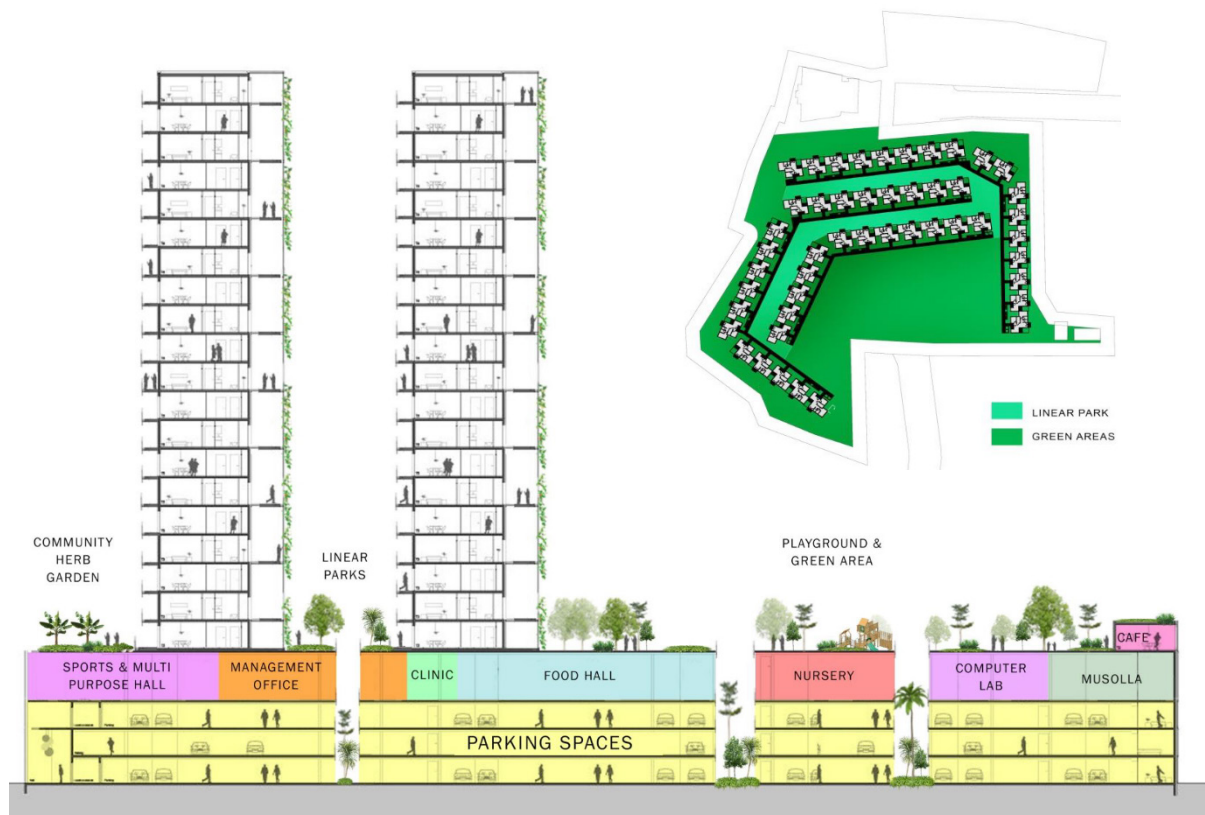 LINEAR PARK
GREEN AREAS
COMMUNITY
HERB
GARDEN
LINEAR
PARKS
PLAYGROUND &
GREEN AREA
CAFE
SPORTS & MULTI
PURPOSE HALL
MANAGEMENT
OFFICE
CLINIC
FOOD HALL
NURSERY
COMPUTER
LAB
MUSOLLA
PARKING SPACES